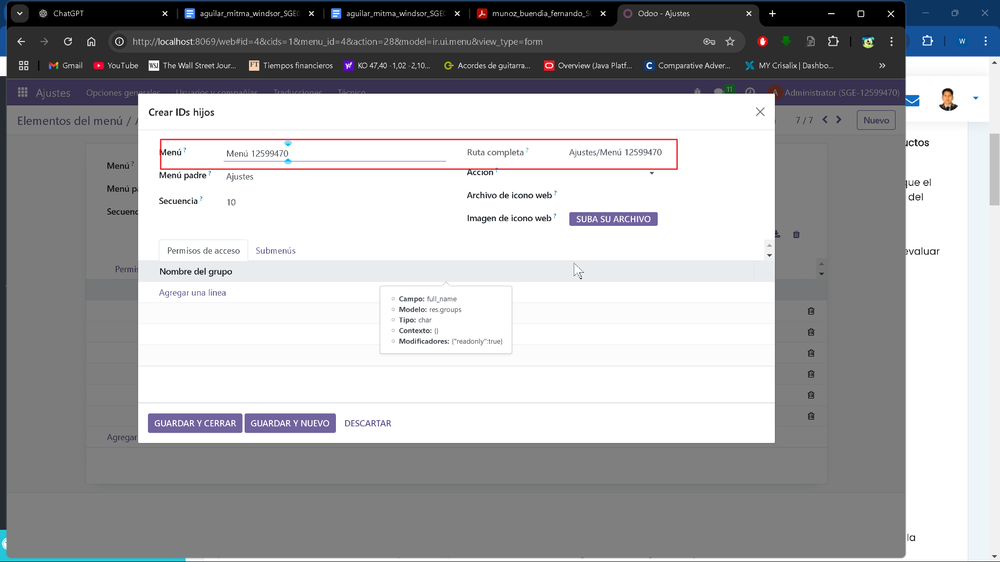 ChatGPT
aguilar_mitma_windsor_SGE0
aguilar_mitma_windsor_SGE
munoz_buendia_fernando_S
Odoo - Ajustes
http://localhost:8069/web#id=4&cids=1&menu_id=4&action=28&model=ir.ui.menu&view_type=form
W
Gmail
YouTube
WSJ
The Wall Street Jour...
FT
Tiempos financieros
KO 47,40 -1,02 -2,10...
Acordes de guitarra...
Overview (Java Platf...
Comparative Adver...
MY Crisalix | Dashbo...
»
Ajustes
Opciones generales
Usuarios y compañías
Traducciones
Técnico
11
A
Administrator (SGE-12599470)
Elementos del menú /
7 / 7
Nuevo
Crear IDs hijos
Menú ?
Menú 12599470
Ruta completa ?
Ajustes/Menú 12599470
Menú padre ?
Ajustes
Acción ?
Secuencia ?
10
Archivo de icono web ?
Imagen de icono web ?
SUBA SU ARCHIVO
Permisos de acceso
Submenús
Nombre del grupo
Agregar una línea
Campo: full_name
Modelo: res.groups
Tipo: char
Contexto: {}
Modificadores: {"readonly":true}
GUARDAR Y CERRAR
GUARDAR Y NUEVO
DESCARTAR
Menú ?
Menú pa
Secuenc
Permis
Agregar
uctos
que el
del
evaluar
la